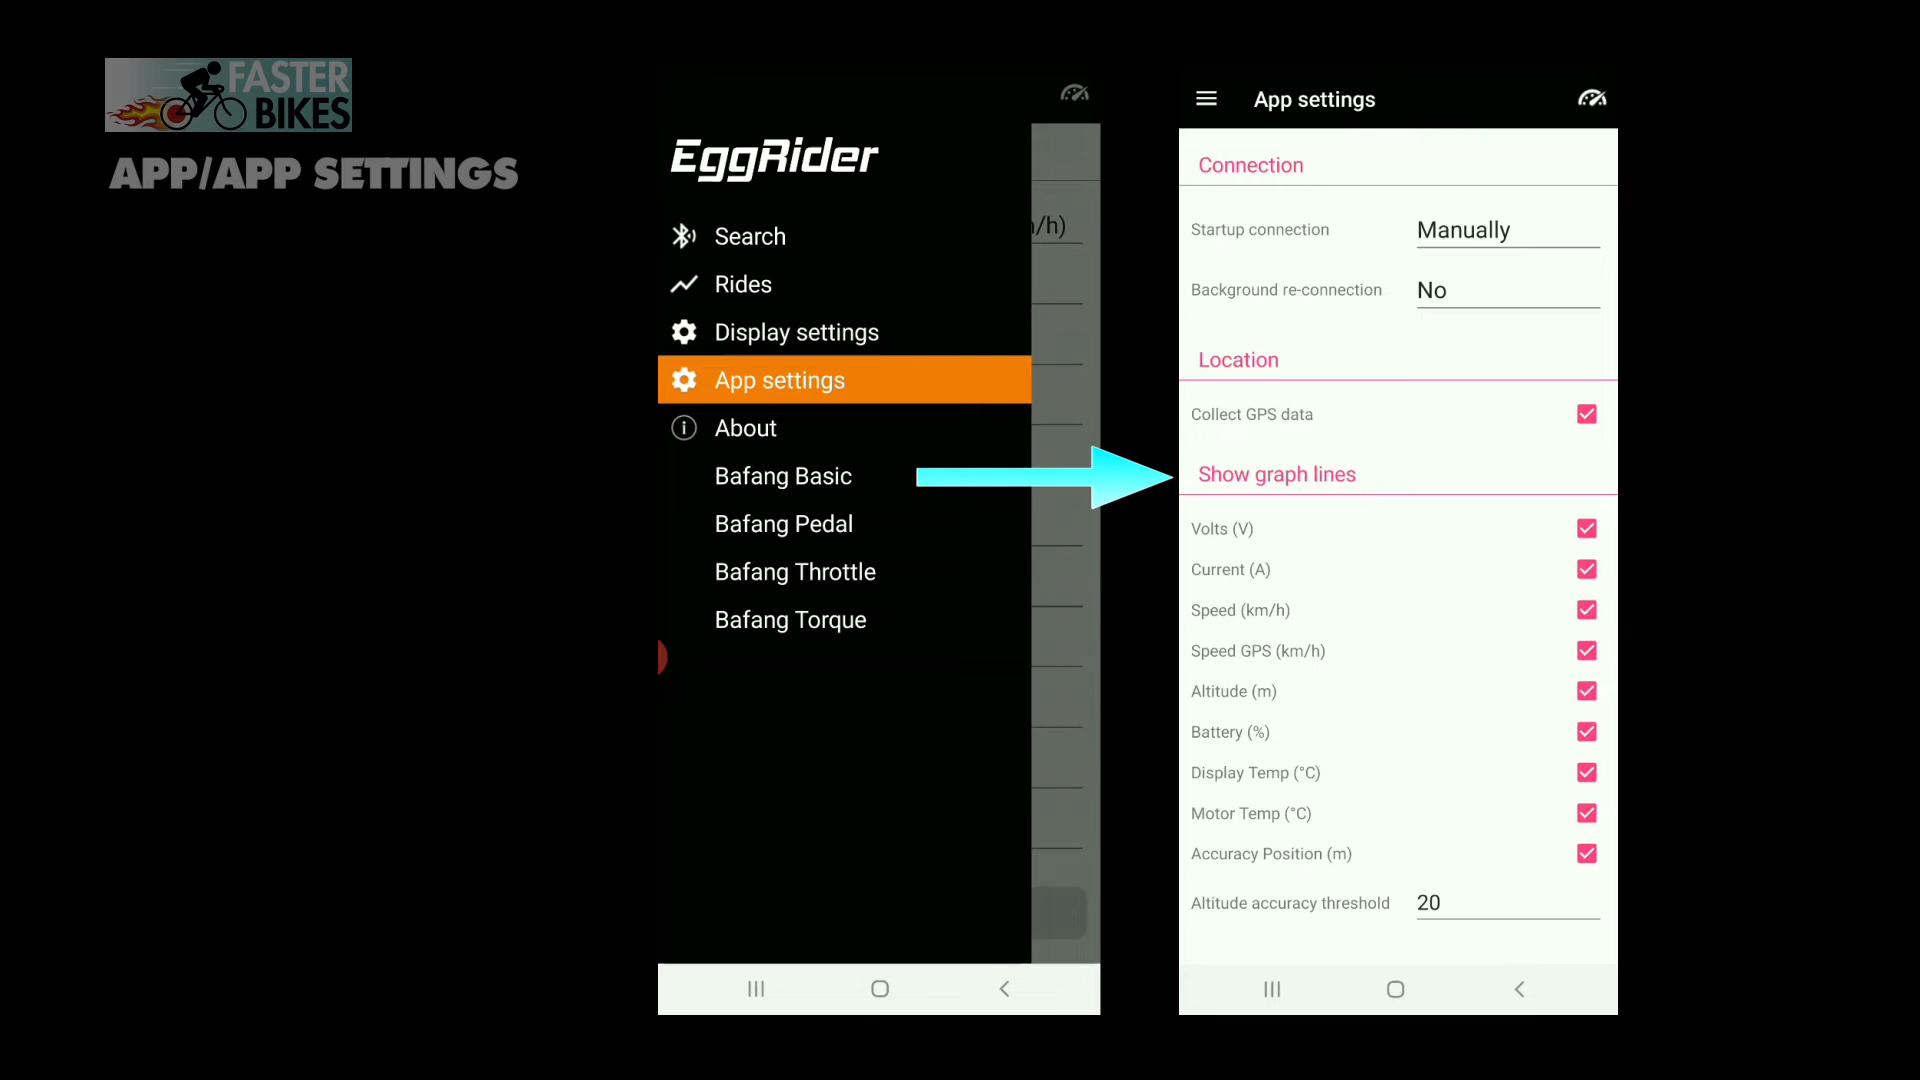 FASTER
BIKES
APP/APP SETTINGS
EggRider
/h)
Search
Rides
Display settings
App settings
About
Bafang Basic
Bafang Pedal
Bafang Throttle
Bafang Torque
App settings
Connection
Startup connection Manually
Background re-connection No
Location
Collect GPS data
Show graph lines
Volts (V)
Current (A)
Speed (km/h)
Speed GPS (km/h)
Altitude (m)
Battery (%)
Display Temp (°C)
Motor Temp (°C)
Accuracy Position (m)
Altitude accuracy threshold 20